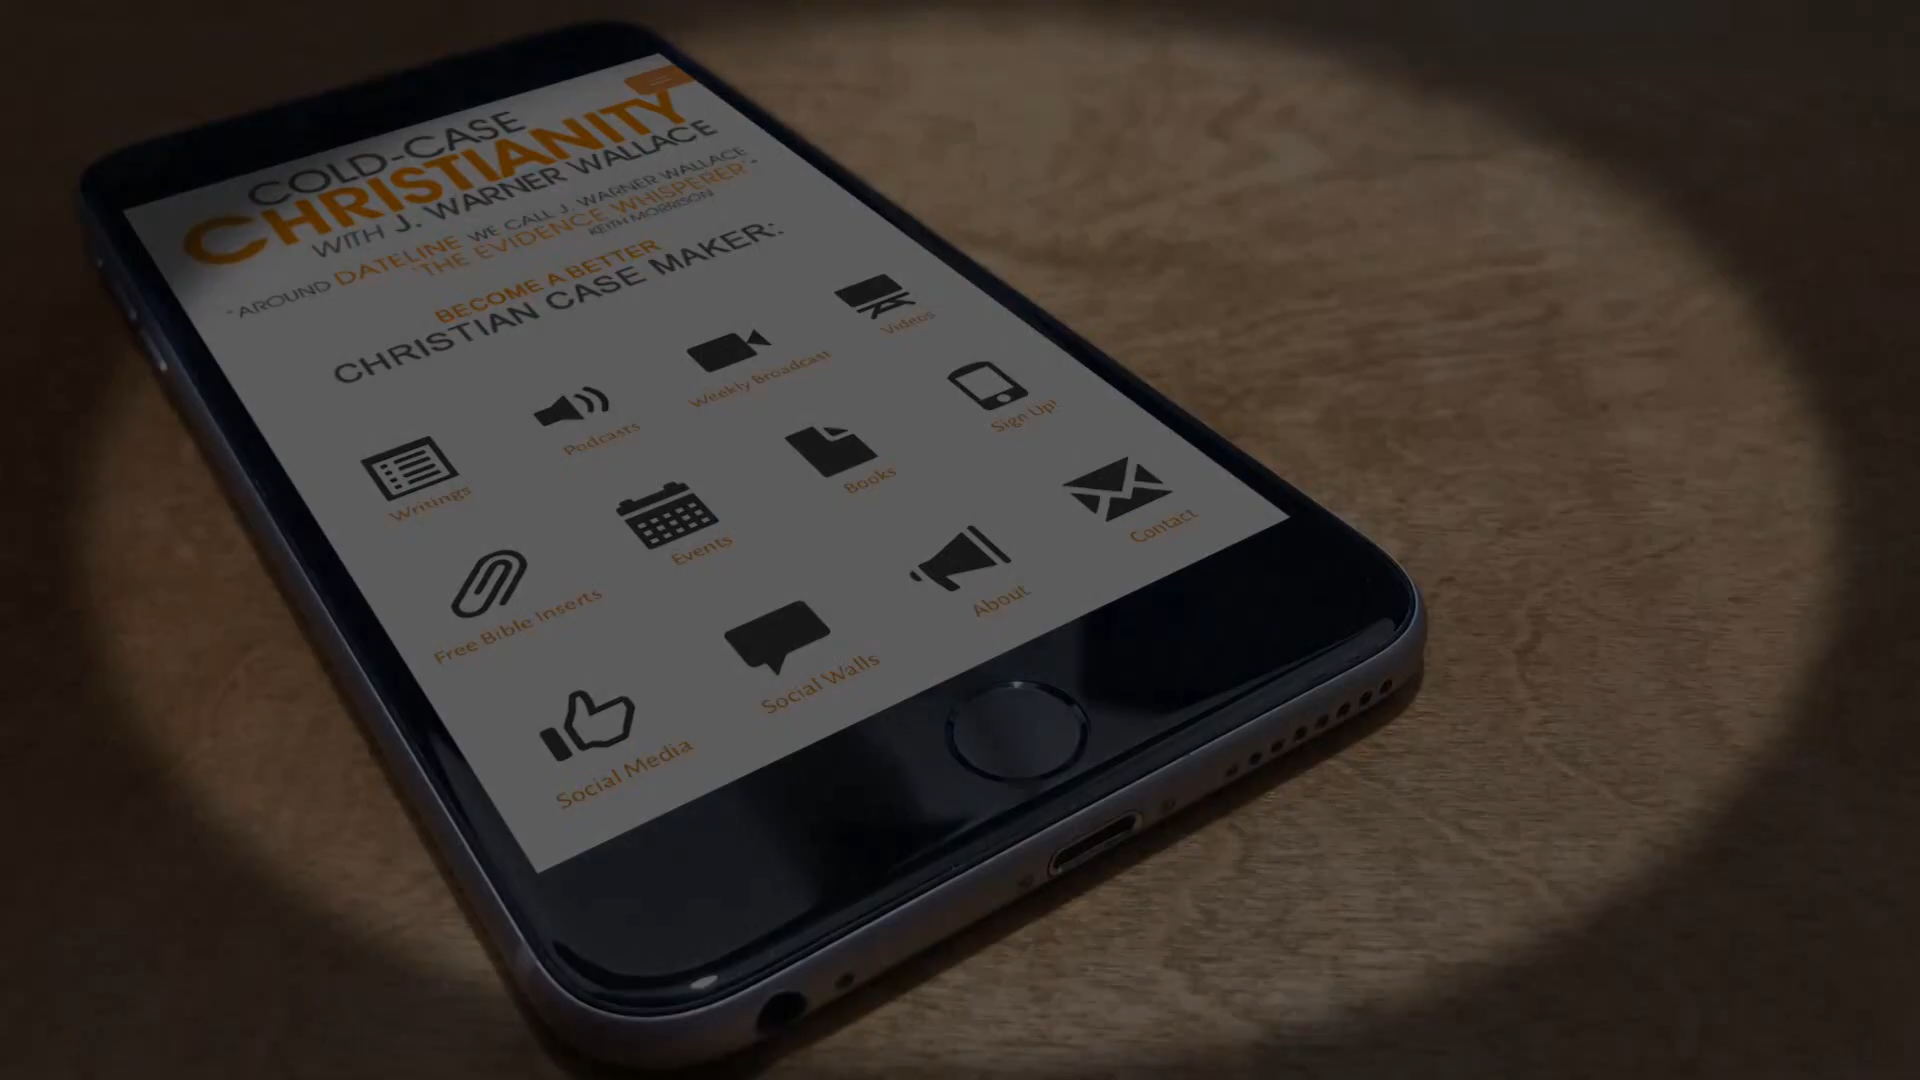 COLD-CASE
CHRISTIANITY
WITH J. WARNER WALLACE
"AROUND DATELINE WE CALL J. WARNER WALLACE
'THE EVIDENCE WHISPERER'"
KEITH MORRISON
BECOME A BETTER
CHRISTIAN CASE MAKER:
Writings
Podcasts
Weekly Broadcast
Videos
Free Bible Inserts
Events
Books
Sign Up!
Social Media
Social Walls
About
Contact